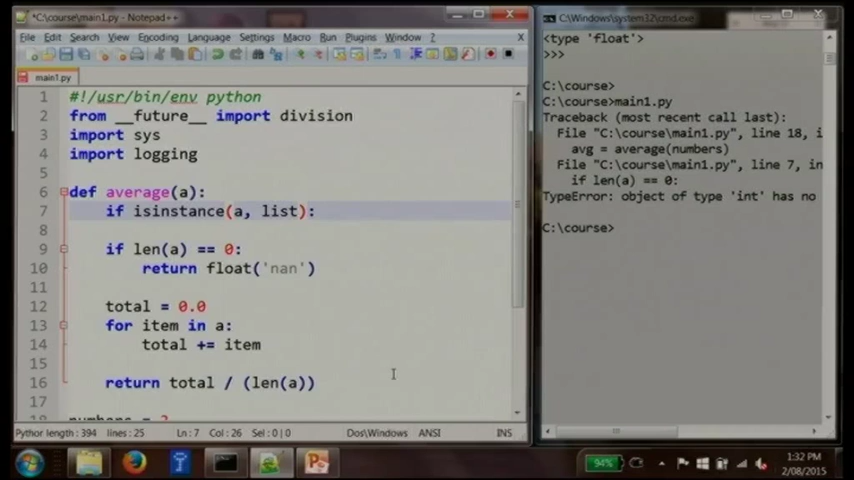 *C:\course\main1.py - Notepad++
File Edit Search View Encoding Language Settings Macro Run Plugins Window ?
X
main1.py
1 #!/usr/bin/env python
2 from __future__ import division
3 import sys
4 import logging
5
6 def average(a):
7 if isinstance(a, list):
8
9 if len(a) == 0:
10 return float('nan')
11
12 total = 0.0
13 for item in a:
14 total += item
15
16 return total / (len(a))
17
18 numbers = 3
Python length : 394 lines : 25 Ln : 7 Col : 26 Sel : 0 | 0 Dos\Windows ANSI INS
C:\Windows\system32\cmd.exe
<type 'float'>
>>>
C:\course>
C:\course>main1.py
Traceback (most recent call last):
File "C:\course\main1.py", line 18, i
avg = average(numbers)
File "C:\course\main1.py", line 7, in
if len(a) == 0:
TypeError: object of type 'int' has no
C:\course>
94%
1:32 PM
2/08/2015